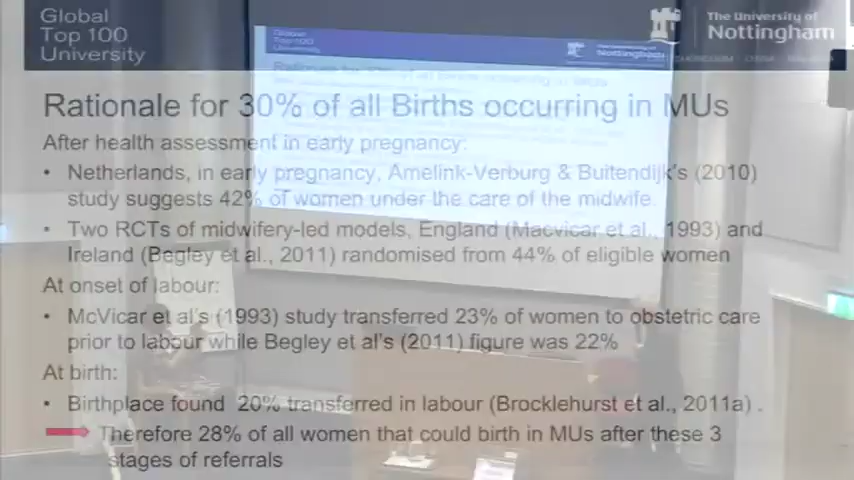 Global
Top 100
University
The University of
Nottingham
Rationale for 30% of all Births occurring in MUs
After health assessment in early pregnancy:
• Netherlands, in early pregnancy, Amelink-Verburg & Buitendijk's (2010)
study suggests 42% of women under the care of the midwife.
• Two RCTs of midwifery-led models, England (Macvicar et al., 1993) and
Ireland (Begley et al., 2011) randomised from 44% of eligible women
At onset of labour:
• McVicar et al's (1993) study transferred 23% of women to obstetric care
prior to labour while Begley et al's (2011) figure was 22%
At birth:
• Birthplace found 20% transferred in labour (Brocklehurst et al., 2011a) .
Therefore 28% of all women that could birth in MUs after these 3
stages of referrals